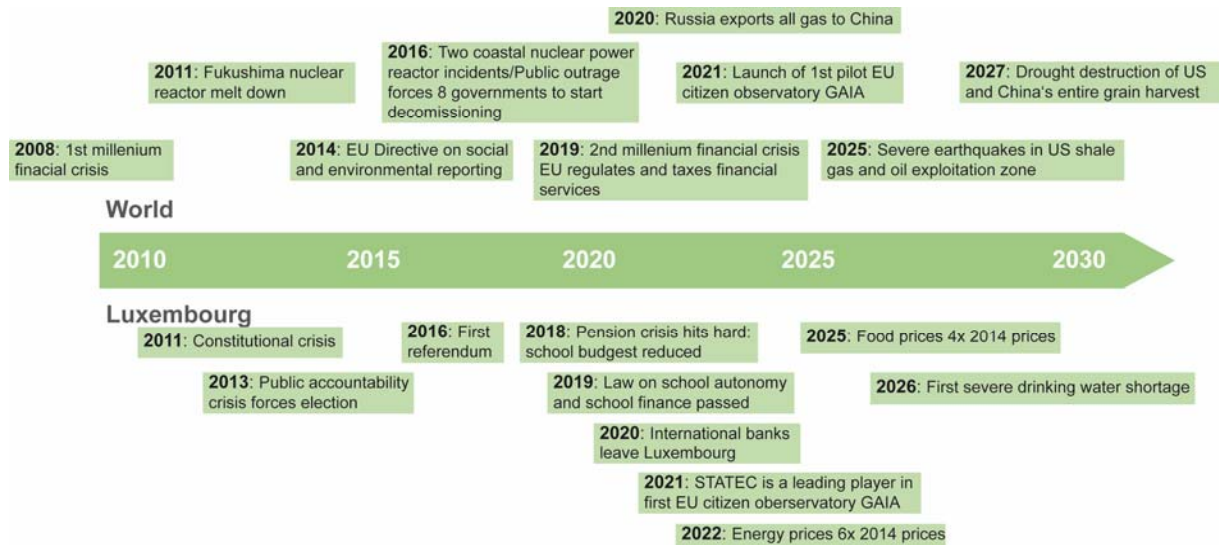 2020: Russia exports all gas to China
2016: Two coastal nuclear power
reactor incidents/Public outrage
forces 8 governments to start
decomissioning
2011: Fukushima nuclear
reactor melt down
2021: Launch of 1st pilot EU
citizen observatory GAIA
2027: Drought destruction of US
and China's entire grain harvest
2008: 1st millenium
finacial crisis
2014: EU Directive on social
and environmental reporting
2019: 2nd millenium financial crisis
EU regulates and taxes financial
services
2025: Severe earthquakes in US shale
gas and oil exploitation zone
World
2010 2015 2020 2025 2030
Luxembourg
2011: Constitutional crisis
2016: First
referendum
2018: Pension crisis hits hard:
school budgest reduced
2025: Food prices 4x 2014 prices
2013: Public accountability
crisis forces election
2019: Law on school autonomy
and school finance passed
2026: First severe drinking water shortage
2020: International banks
leave Luxembourg
2021: STATEC is a leading player in
first EU citizen oberservatory GAIA
2022: Energy prices 6x 2014 prices